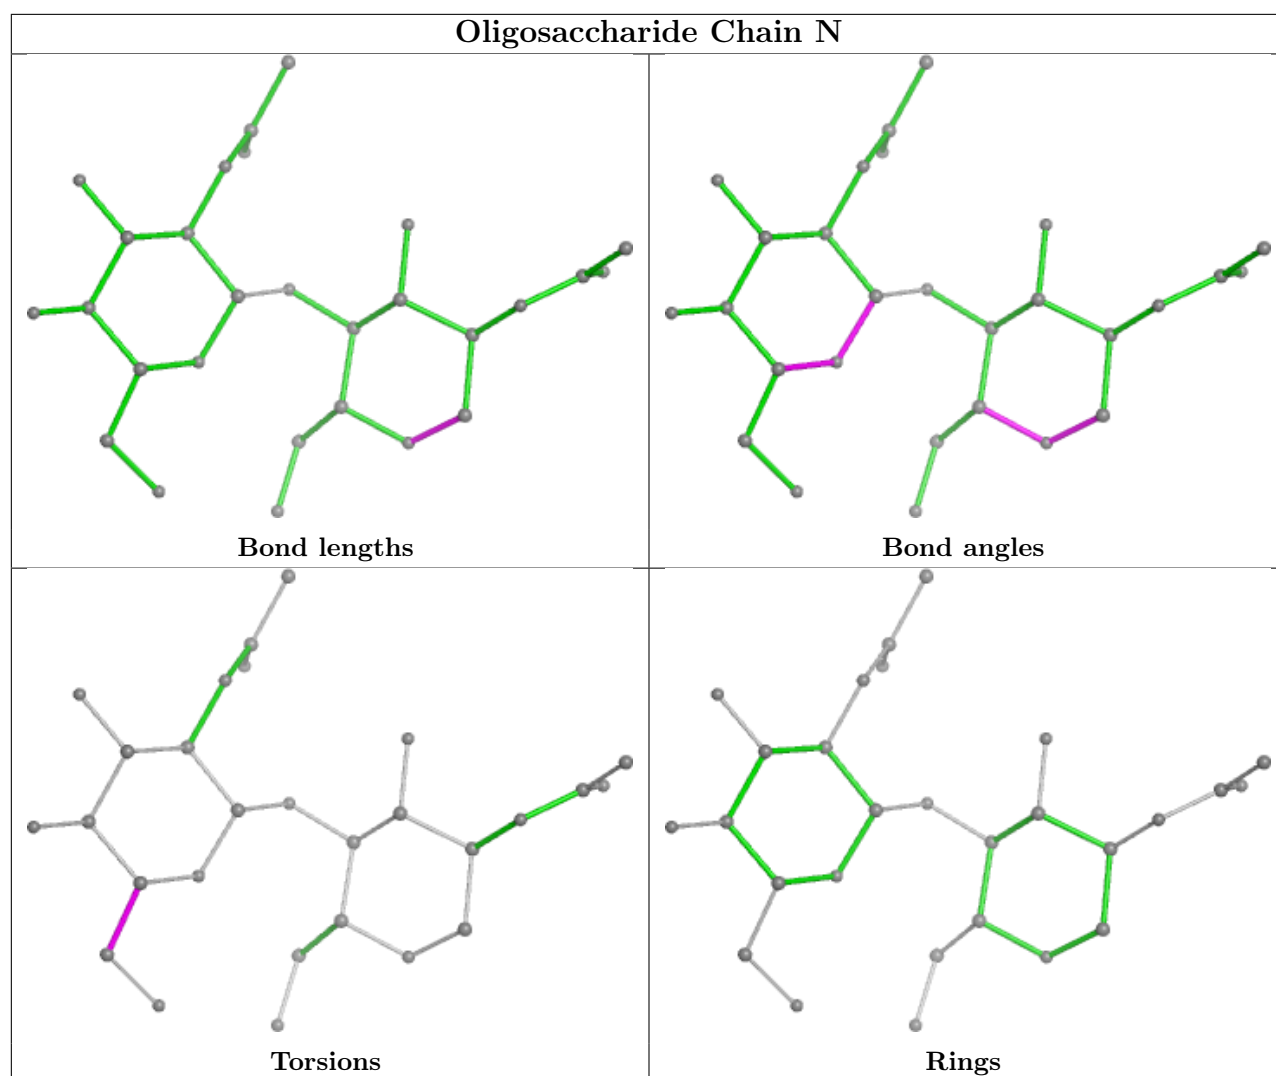 Oligosaccharide Chain N
Bond lengths
Bond angles
Torsions
Rings